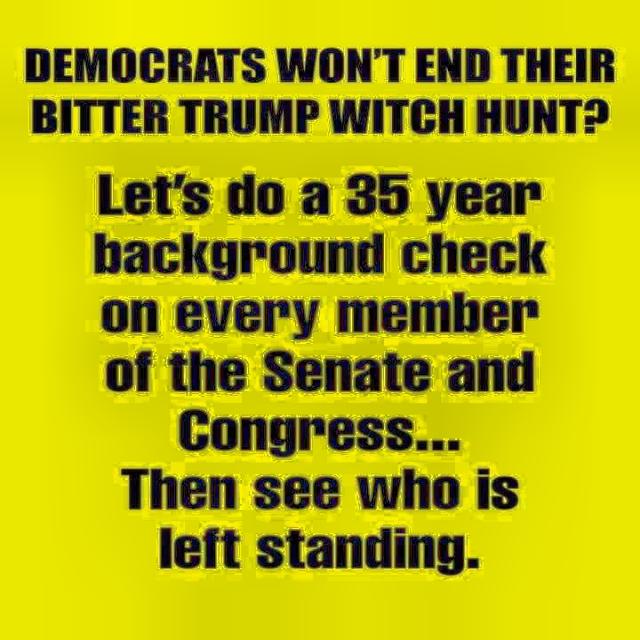 DEMOCRATS WON'T END THEIR
BITTER TRUMP WITCH HUNT?
Let's do a 35 year
background check
on every member
of the Senate and
Congress...
Then see who is
left standing.